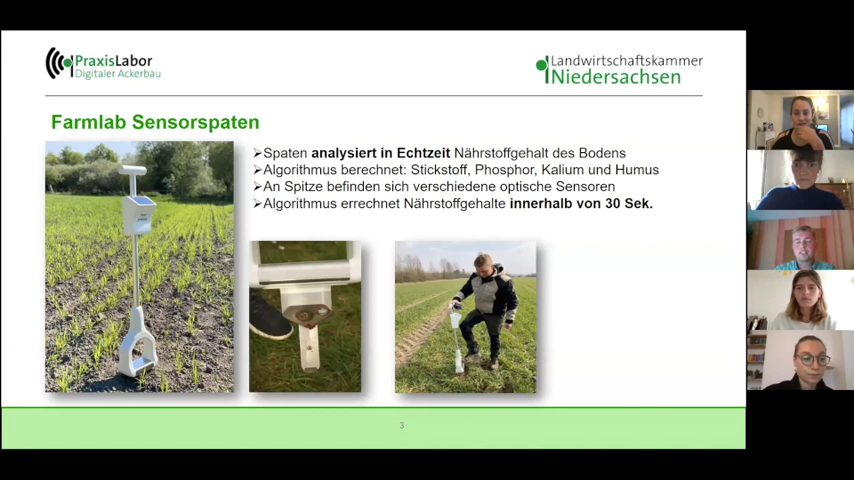 PraxisLabor
Digitaler Ackerbau
Landwirtschaftskammer
Niedersachsen
Farmlab Sensorspaten
➢Spaten analysiert in Echtzeit Nährstoffgehalt des Bodens
➢Algorithmus berechnet: Stickstoff, Phosphor, Kalium und Humus
➢An Spitze befinden sich verschiedene optische Sensoren
➢Algorithmus errechnet Nährstoffgehalte innerhalb von 30 Sek.
3